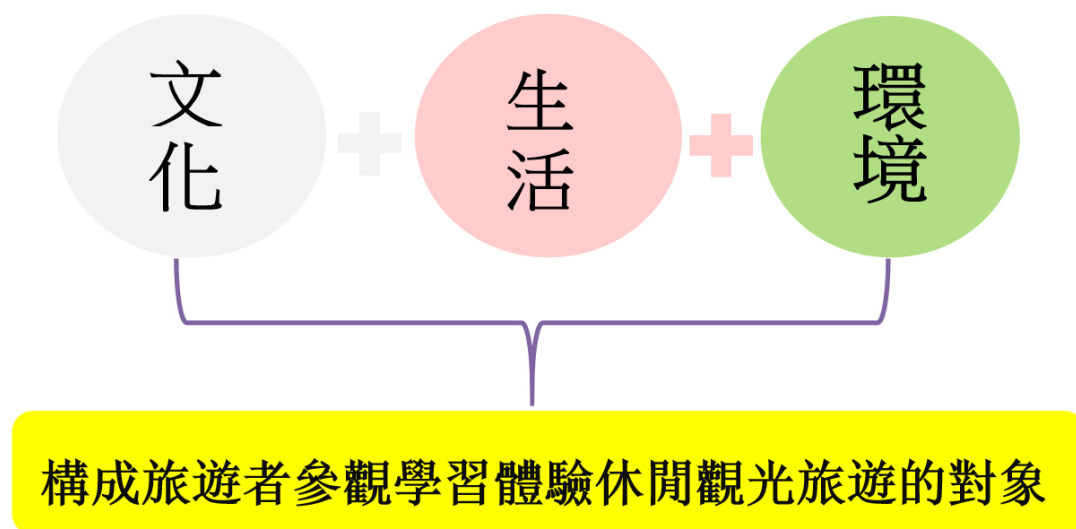 文化
生活
環境
構成旅遊者參觀學習體驗休閒觀光旅遊的對象